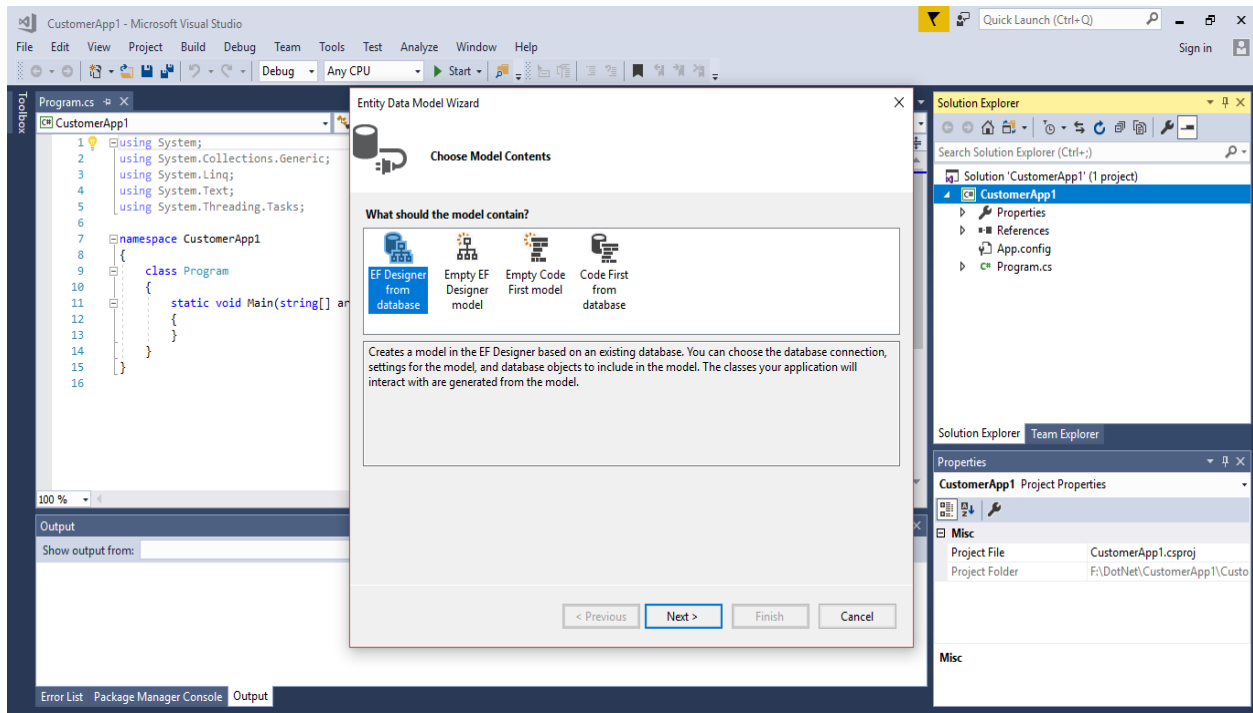 CustomerApp1 - Microsoft Visual Studio
Quick Launch (Ctrl+Q)
File Edit View Project Build Debug Team Tools Test Analyze Window Help
Sign in
Debug Any CPU Start
Toolbox
Program.cs
CustomerApp1
1 using System;
2 using System.Collections.Generic;
3 using System.Linq;
4 using System.Text;
5 using System.Threading.Tasks;
6
7 namespace CustomerApp1
8 {
9 class Program
10 {
11 static void Main(string[] ar
12 {
13 }
14 }
15 }
16
100 %
Output
Show output from:
Error List Package Manager Console Output
Entity Data Model Wizard
Choose Model Contents
What should the model contain?
EF Designer from database
Empty EF Designer model
Empty Code First model
Code First from database
Creates a model in the EF Designer based on an existing database. You can choose the database connection,
settings for the model, and database objects to include in the model. The classes your application will
interact with are generated from the model.
< Previous Next > Finish Cancel
Solution Explorer
Search Solution Explorer (Ctrl+;)
Solution 'CustomerApp1' (1 project)
CustomerApp1
Properties
References
App.config
C# Program.cs
Solution Explorer Team Explorer
Properties
CustomerApp1 Project Properties
Misc
Project File CustomerApp1.csproj
Project Folder F:\DotNet\CustomerApp1\Custo
Misc